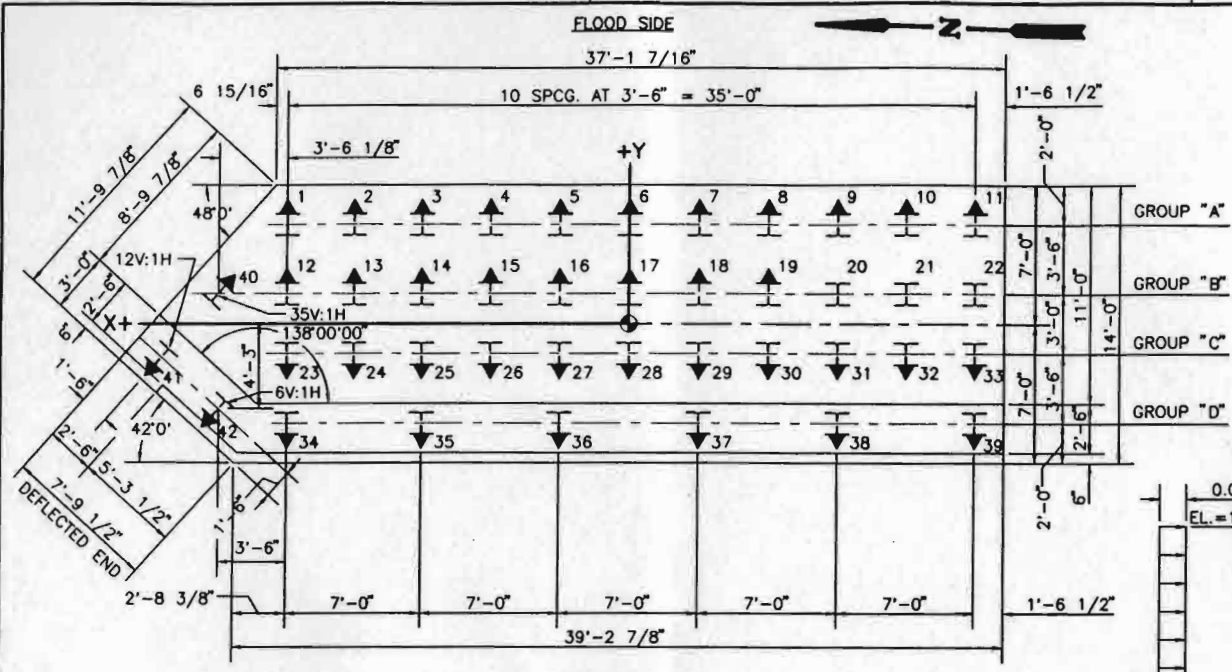 FLOOD SIDE
N
37'-1 7/16"
6 15/16"
10 SPCG. AT 3'-6" = 35'-0"
1'-6 1/2"
3'-6 1/8"
+Y
2'-0"
11'-9 7/8"
8'-9 7/8"
48°0'
1 2 3 4 5 6 7 8 9 10 11
GROUP "A"
12V:1H
3'-0"
2'-6"
40
12 13 14 15 16 17 18 19 20 21 22
7'-0"
3'-6"
GROUP "B"
35V:1H
X+
138°00'00"
3'-0"
11'-0"
14'-0"
6"
4'-3"
GROUP "C"
41
23 24 25 26 27 28 29 30 31 32 33
1'-6"
6V:1H
7'-0"
3'-6"
42
GROUP "D"
42°0'
2'-6"
34 35 36 37 38 39
2'-6"
5'-3 1/2"
7'-9 1/2"
DEFLECTED END
1'-6"
2'-0"
6"
0.0
EL.=1
3'-6"
2'-8 3/8"
7'-0" 7'-0" 7'-0" 7'-0" 7'-0"
1'-6 1/2"
39'-2 7/8"